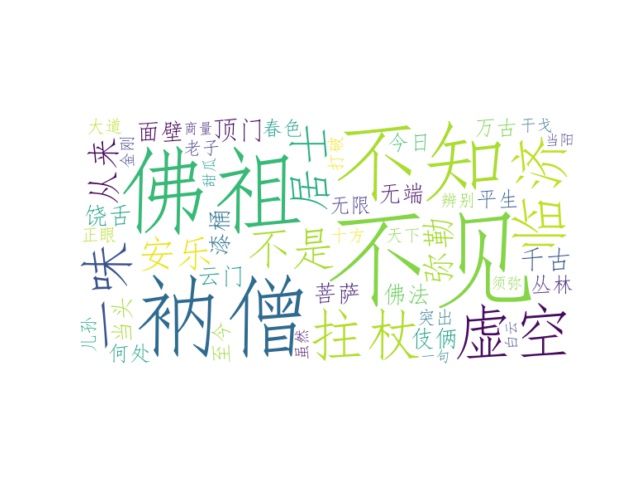 大道
金刚
面壁
商量
老子
甜瓜
顶门
春色
从来
佛祖
居士
打破
不知
今日
万古
干戈
当阳
临济
饶舌
正眼
一味
安乐
漆桶
云门
不是
无限
无端
十方
不见
天下
弥勒
辨别
平生
千古
须弥
丛林
儿孙
当头
何处
衲僧
至今
虽然
菩萨
佛法
拄杖
突出
伎俩
一句
白云
虚空